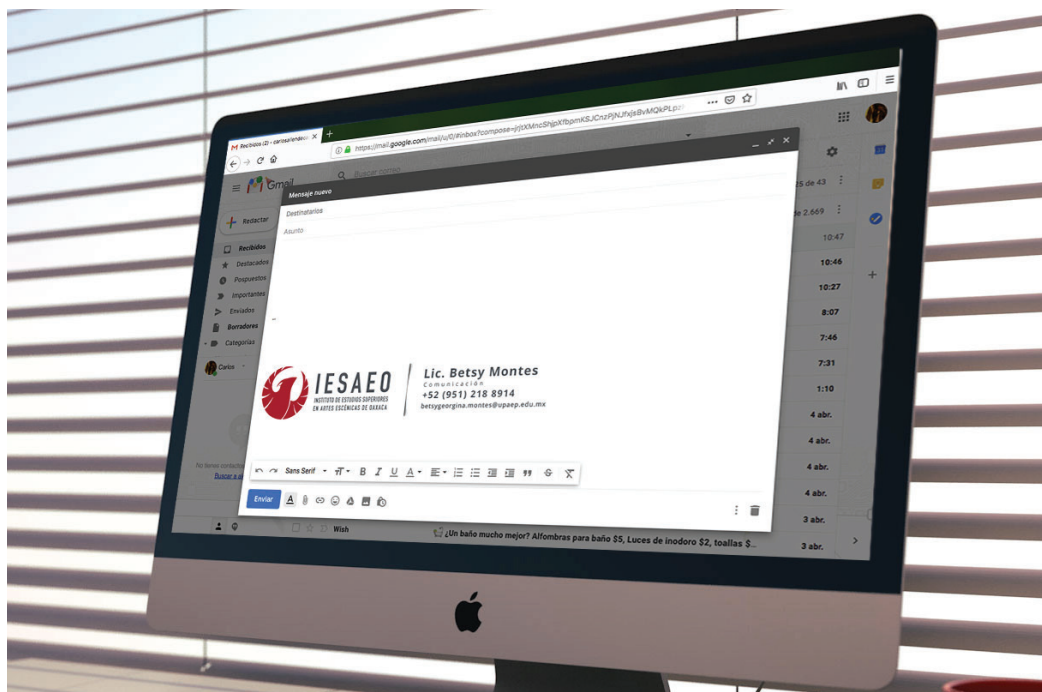 Recibidos (2) -
https://mail.google.com/mail/u/0/#inbox?compose=
Gmail
Buscar correo
Mensaje nuevo
Destinatarios
Asunto
25 de 43
de 2.669
Redactar
Recibidos
Destacados
Pospuestos
Importantes
Enviados
Borradores
Categorías
Carlos
10:47
10:46
10:27
8:07
7:46
7:31
1:10
4 abr.
4 abr.
4 abr.
4 abr.
3 abr.
3 abr.
--
IESAEO
INSTITUTO DE ESTUDIOS SUPERIORES
EN ARTES ESCÉNICAS DE OAXACA
Lic. Betsy Montes
Comunicación
+52 (951) 218 8914
betsygeorgina.montes@upaep.edu.mx
Sans Serif
Enviar
Wish
¿Un baño mucho mejor? Alfombras para baño $5, Luces de inodoro $2, toallas $...